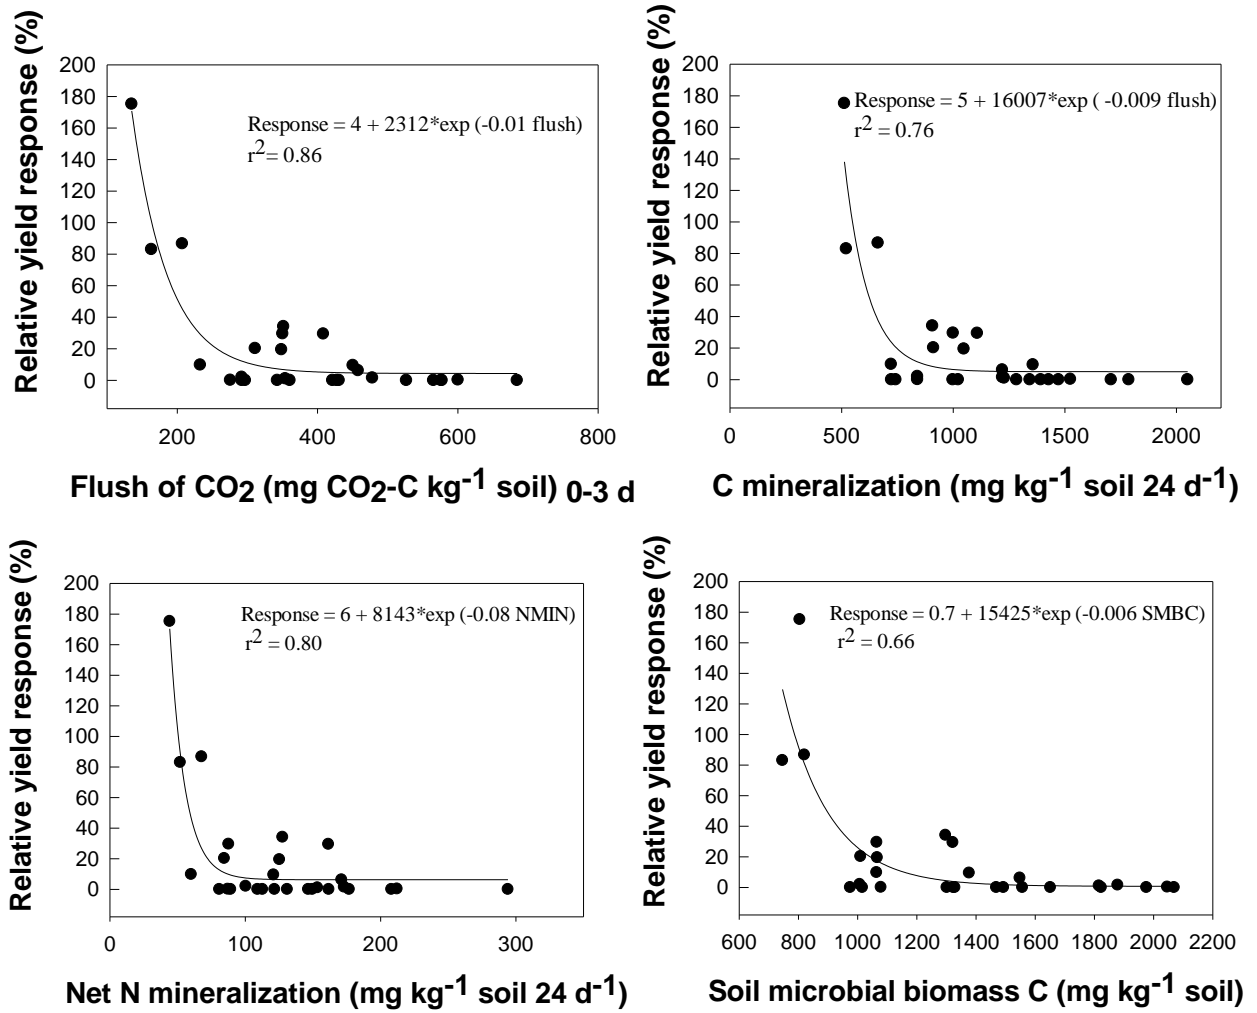 Relative yield response (%)
200
180
160
140
120
100
80
60
40
20
0
Response = 4 + 2312*exp (-0.01 flush)
r2= 0.86
200 400 600 800
Flush of CO2 (mg CO2-C kg-1 soil) 0-3 d
Relative yield response (%)
200
180
160
140
120
100
80
60
40
20
0
Response = 5 + 16007*exp ( -0.009 flush)
r2 = 0.76
0 500 1000 1500 2000
C mineralization (mg kg-1 soil 24 d-1)
Relative yield response (%)
200
180
160
140
120
100
80
60
40
20
0
Response = 6 + 8143*exp (-0.08 NMIN)
r2 = 0.80
0 100 200 300
Net N mineralization (mg kg-1 soil 24 d-1)
Relative yield response (%)
200
180
160
140
120
100
80
60
40
20
0
Response = 0.7 + 15425*exp (-0.006 SMBC)
r2 = 0.66
600 800 1000 1200 1400 1600 1800 2000 2200
Soil microbial biomass C (mg kg-1 soil)